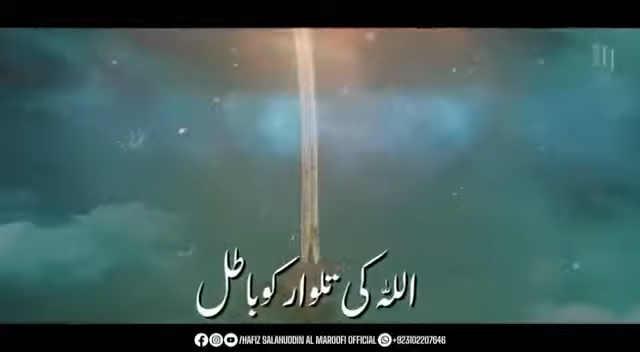 اللہ کی تلوار کو باطل
/HAFIZ SALAHUDDIN AL MAROOFI OFFICIAL +923102207646